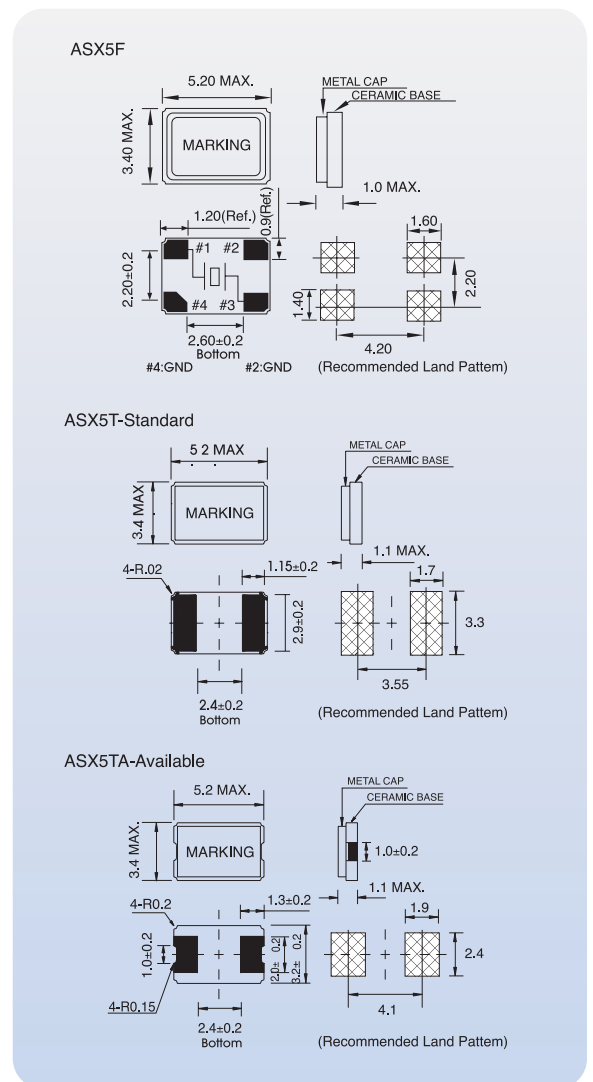 ASX5F
5.20 MAX.
METAL CAP
CERAMIC BASE
3.40 MAX.
MARKING
1.0 MAX.
1.20(Ref.)
0.9(Ref.)
1.60
#1 #2
2.20±0.2
#4 #3
1.40
2.20
2.60±0.2
Bottom
4.20
#4:GND #2:GND
(Recommended Land Pattem)
ASX5T-Standard
5 2 MAX
METAL CAP
CERAMIC BASE
3.4 MAX
MARKING
1.1 MAX.
4-R.02
1.15±0.2
1.7
2.9±0.2
3.3
2.4±0.2
Bottom
3.55
(Recommended Land Pattem)
ASX5TA-Available
5.2 MAX.
METAL CAP
CERAMIC BASE
3.4 MAX.
MARKING
1.0±0.2
1.1 MAX.
4-R0.2
1.3±0.2
1.9
1.0±0.2
2.0± 0.2
3.2± 0.2
2.4
4-R0.15
2.4±0.2
Bottom
4.1
(Recommended Land Pattem)